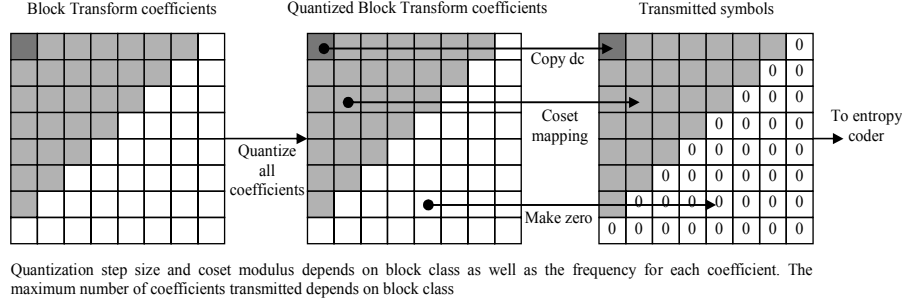 Block Transform coefficients
Quantized Block Transform coefficients
Transmitted symbols
Quantize
all
coefficients
Copy dc
Coset
mapping
Make zero
0
0 0
0 0 0
0 0 0 0
0 0 0 0 0
0 0 0 0 0 0
0 0 0 0 0 0 0
0 0 0 0 0 0 0 0
To entropy
coder
Quantization step size and coset modulus depends on block class as well as the frequency for each coefficient. The
maximum number of coefficients transmitted depends on block class